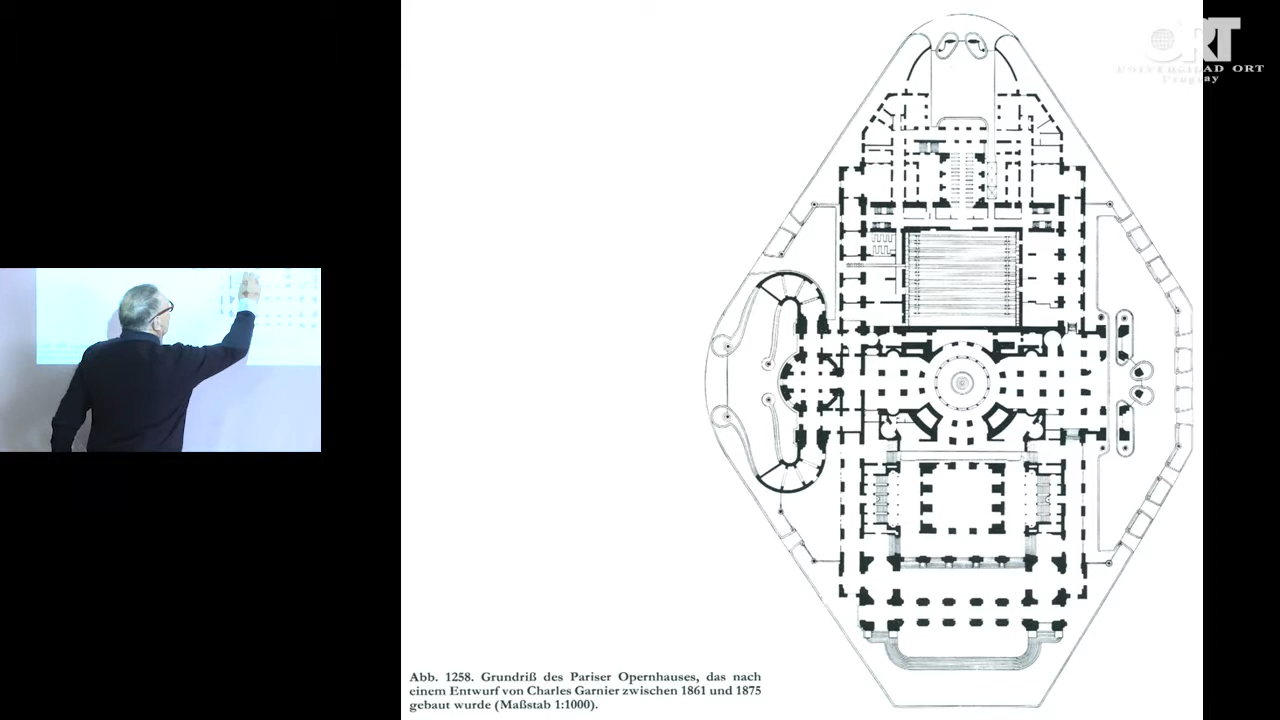 ORT
UNIVERSIDAD ORT
Uruguay
Abb. 1258. Grundriß des Pariser Opernhauses, das nach
einem Entwurf von Charles Garnier zwischen 1861 und 1875
gebaut wurde (Maßstab 1:1000).